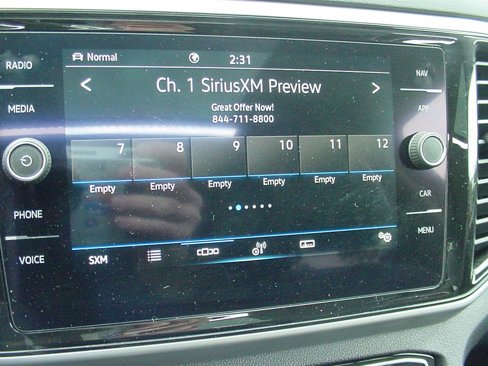 RADIO
MEDIA
PHONE
VOICE
Normal 2:31
< Ch. 1 SiriusXM Preview >
Great Offer Now!
844-711-8800
7 8 9 10 11 12
Empty Empty Empty Empty Empty Empty
SXM
NAV
APP
CAR
MENU